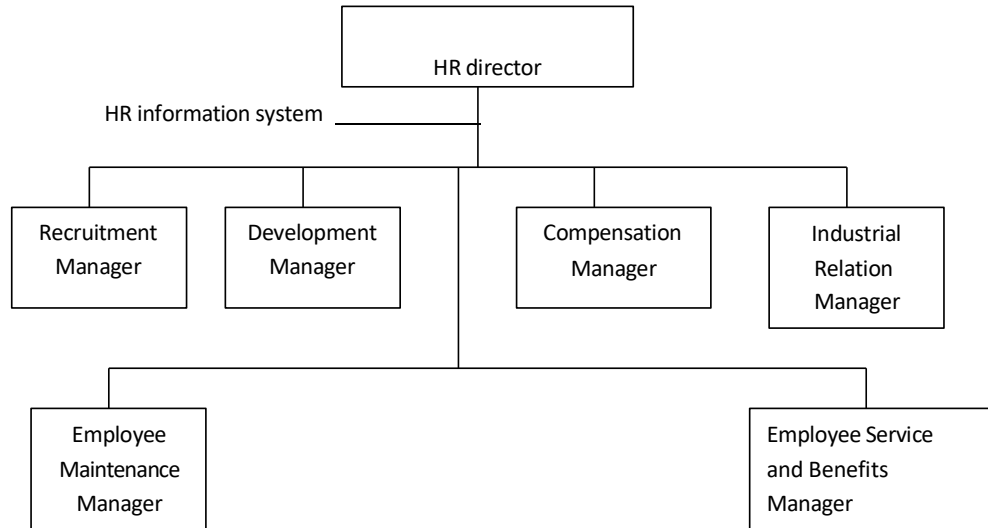 HR director
HR information system
Recruitment
Manager
Development
Manager
Compensation
Manager
Industrial
Relation
Manager
Employee
Maintenance
Manager
Employee Service
and Benefits
Manager